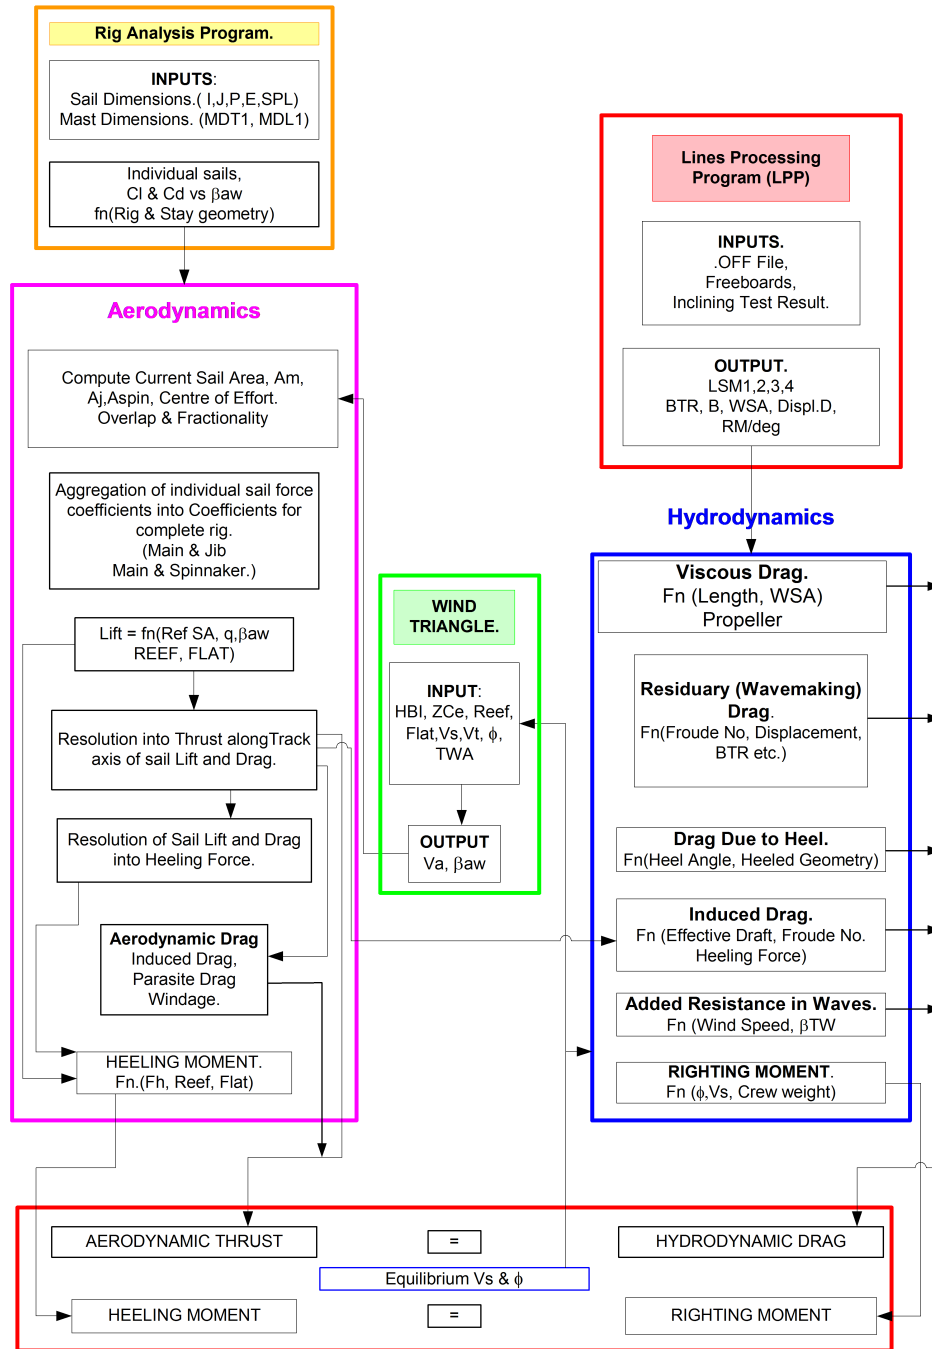 Rig Analysis Program.
INPUTS:
Sail Dimensions.( I,J,P,E,SPL)
Mast Dimensions. (MDT1, MDL1)
Individual sails,
Cl & Cd vs βaw
fn(Rig & Stay geometry)
Aerodynamics
Compute Current Sail Area, Am,
Aj,Aspin, Centre of Effort.
Overlap & Fractionality
Aggregation of individual sail force
coefficients into Coefficients for
complete rig.
(Main & Jib
Main & Spinnaker.)
Lift = fn(Ref SA, q,βaw
REEF, FLAT)
Resolution into Thrust alongTrack
axis of sail Lift and Drag.
Resolution of Sail Lift and Drag
into Heeling Force.
Aerodynamic Drag
Induced Drag,
Parasite Drag
Windage.
HEELING MOMENT.
Fn.(Fh, Reef, Flat)
WIND
TRIANGLE.
INPUT:
HBI, ZCe, Reef,
Flat,Vs,Vt, ϕ,
TWA
OUTPUT
Va, βaw
Lines Processing
Program (LPP)
INPUTS.
.OFF File,
Freeboards,
Inclining Test Result.
OUTPUT.
LSM1,2,3,4
BTR, B, WSA, Displ.D,
RM/deg
Hydrodynamics
Viscous Drag.
Fn (Length, WSA)
Propeller
Residuary (Wavemaking)
Drag.
Fn(Froude No, Displacement,
BTR etc.)
Drag Due to Heel.
Fn(Heel Angle, Heeled Geometry)
Induced Drag.
Fn (Effective Draft, Froude No.
Heeling Force)
Added Resistance in Waves.
Fn (Wind Speed, βTW
RIGHTING MOMENT.
Fn (ϕ,Vs, Crew weight)
AERODYNAMIC THRUST
=
HYDRODYNAMIC DRAG
Equilibrium Vs & ϕ
HEELING MOMENT
=
RIGHTING MOMENT